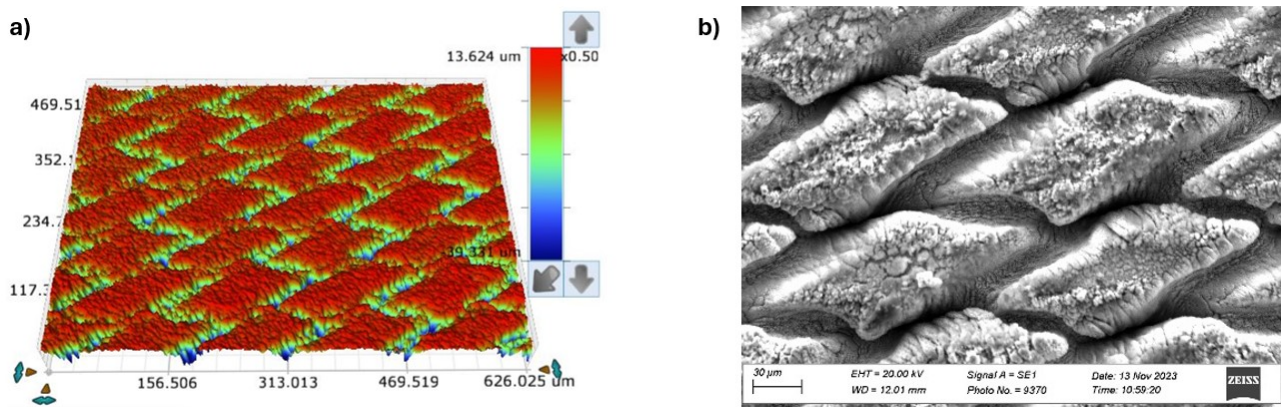 a)
13.624 um
x0.50
469.51
352.1
234.
117.
156.506
313.013
469.519
626.025 um
b)
30 µm
EHT = 20.00 kV
Signal A = SE1
Date: 13 Nov 2023
WD = 12.01 mm
Photo No. = 9370
Time: 10:59:20
ZEISS